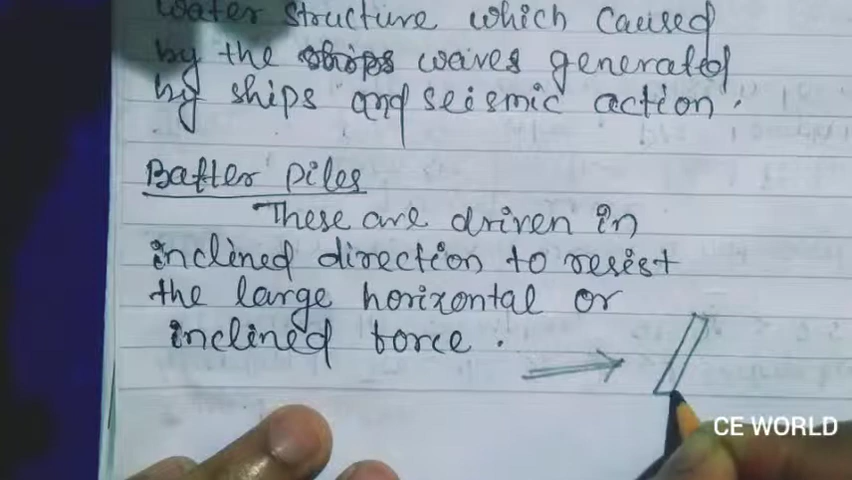 water structure which caused
by the ships waves generated
by ships and seismic action.
Batter Piles
These are driven in
inclined direction to resist
the large horixontal or
inclined force.
CE WORLD